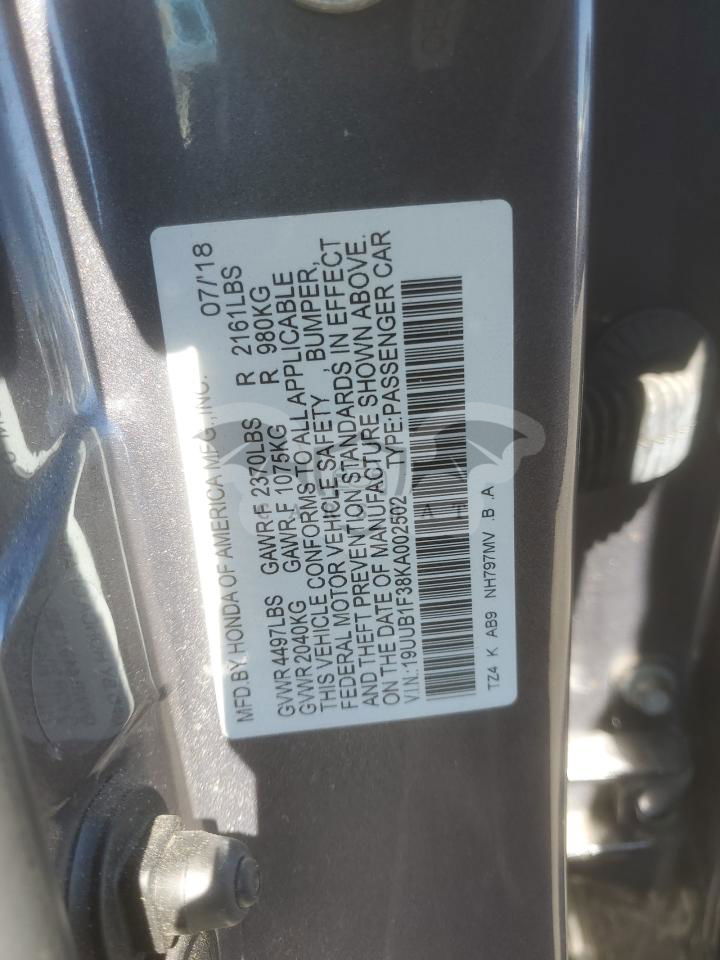 MFD.BY HONDA OF AMERICA MFG.,INC. 07/'18
GVWR 4497LBS GAWR.F 2370LBS R 2161LBS
GVWR 2040KG GAWR.F 1075KG R 980KG
THIS VEHICLE CONFORMS TO ALL APPLICABLE
FEDERAL MOTOR VEHICLE SAFETY, BUMPER,
AND THEFT PREVENTION STANDARDS IN EFFECT
ON THE DATE OF MANUFACTURE SHOWN ABOVE.
VIN:19UUB1F38KA002502 TYPE:PASSENGER CAR
TZ4 K AB9 NH797MV .B .A